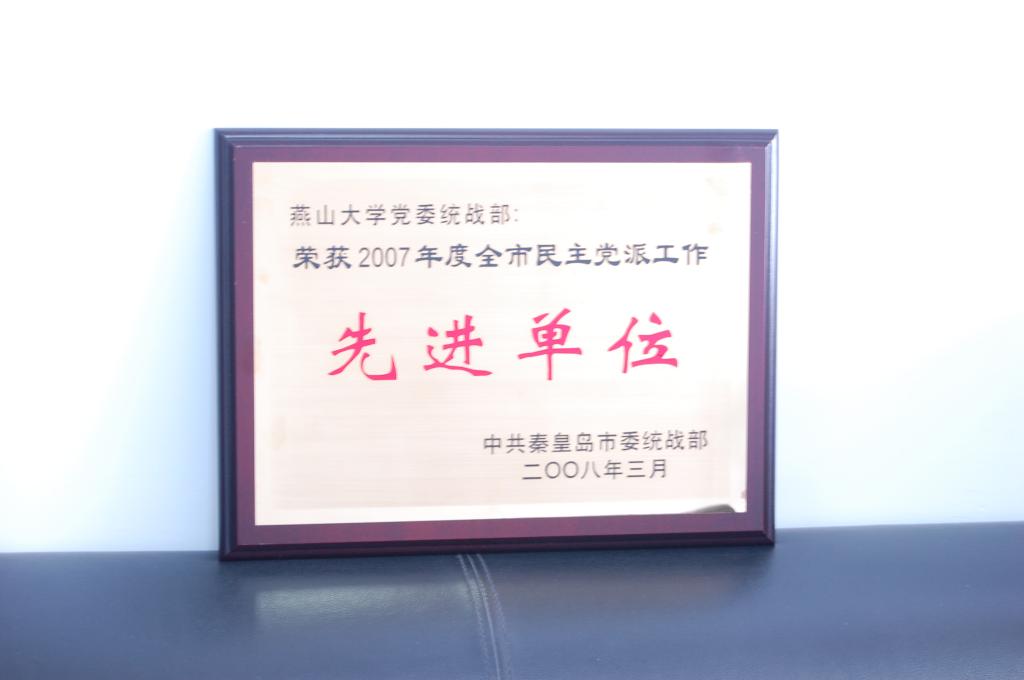 燕山大学党委统战部:
荣获2007年度全市民主党派工作
先进单位
中共秦皇岛市委统战部
二〇〇八年三月